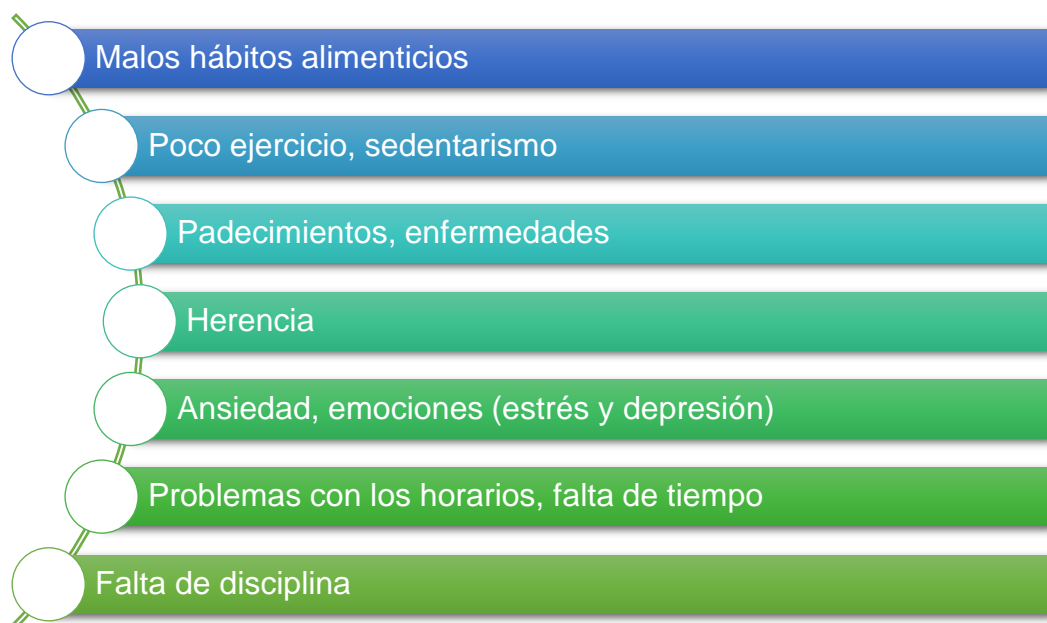 Malos hábitos alimenticios
Poco ejercicio, sedentarismo
Padecimientos, enfermedades
Herencia
Ansiedad, emociones (estrés y depresión)
Problemas con los horarios, falta de tiempo
Falta de disciplina